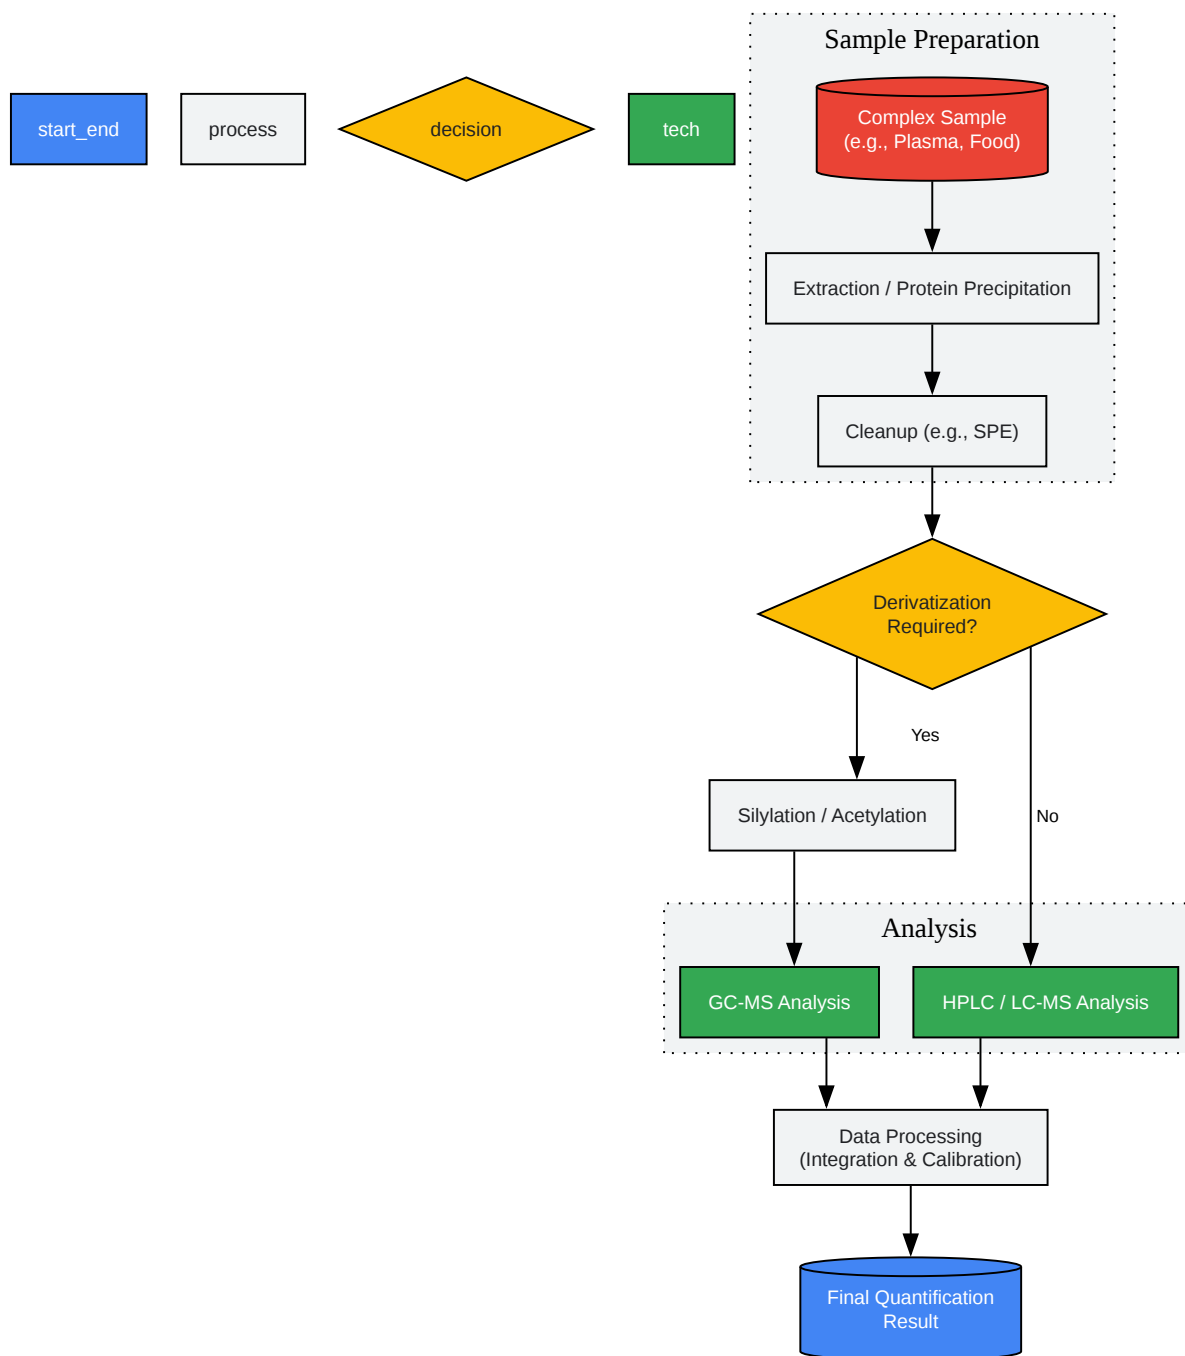 Sample Preparation
start_end
process
decision
tech
Complex Sample
(e.g., Plasma, Food)
Extraction / Protein Precipitation
Cleanup (e.g., SPE)
Derivatization
Required?
Yes
Silylation / Acetylation
No
Analysis
GC-MS Analysis
HPLC / LC-MS Analysis
Data Processing
(Integration & Calibration)
Final Quantification
Result